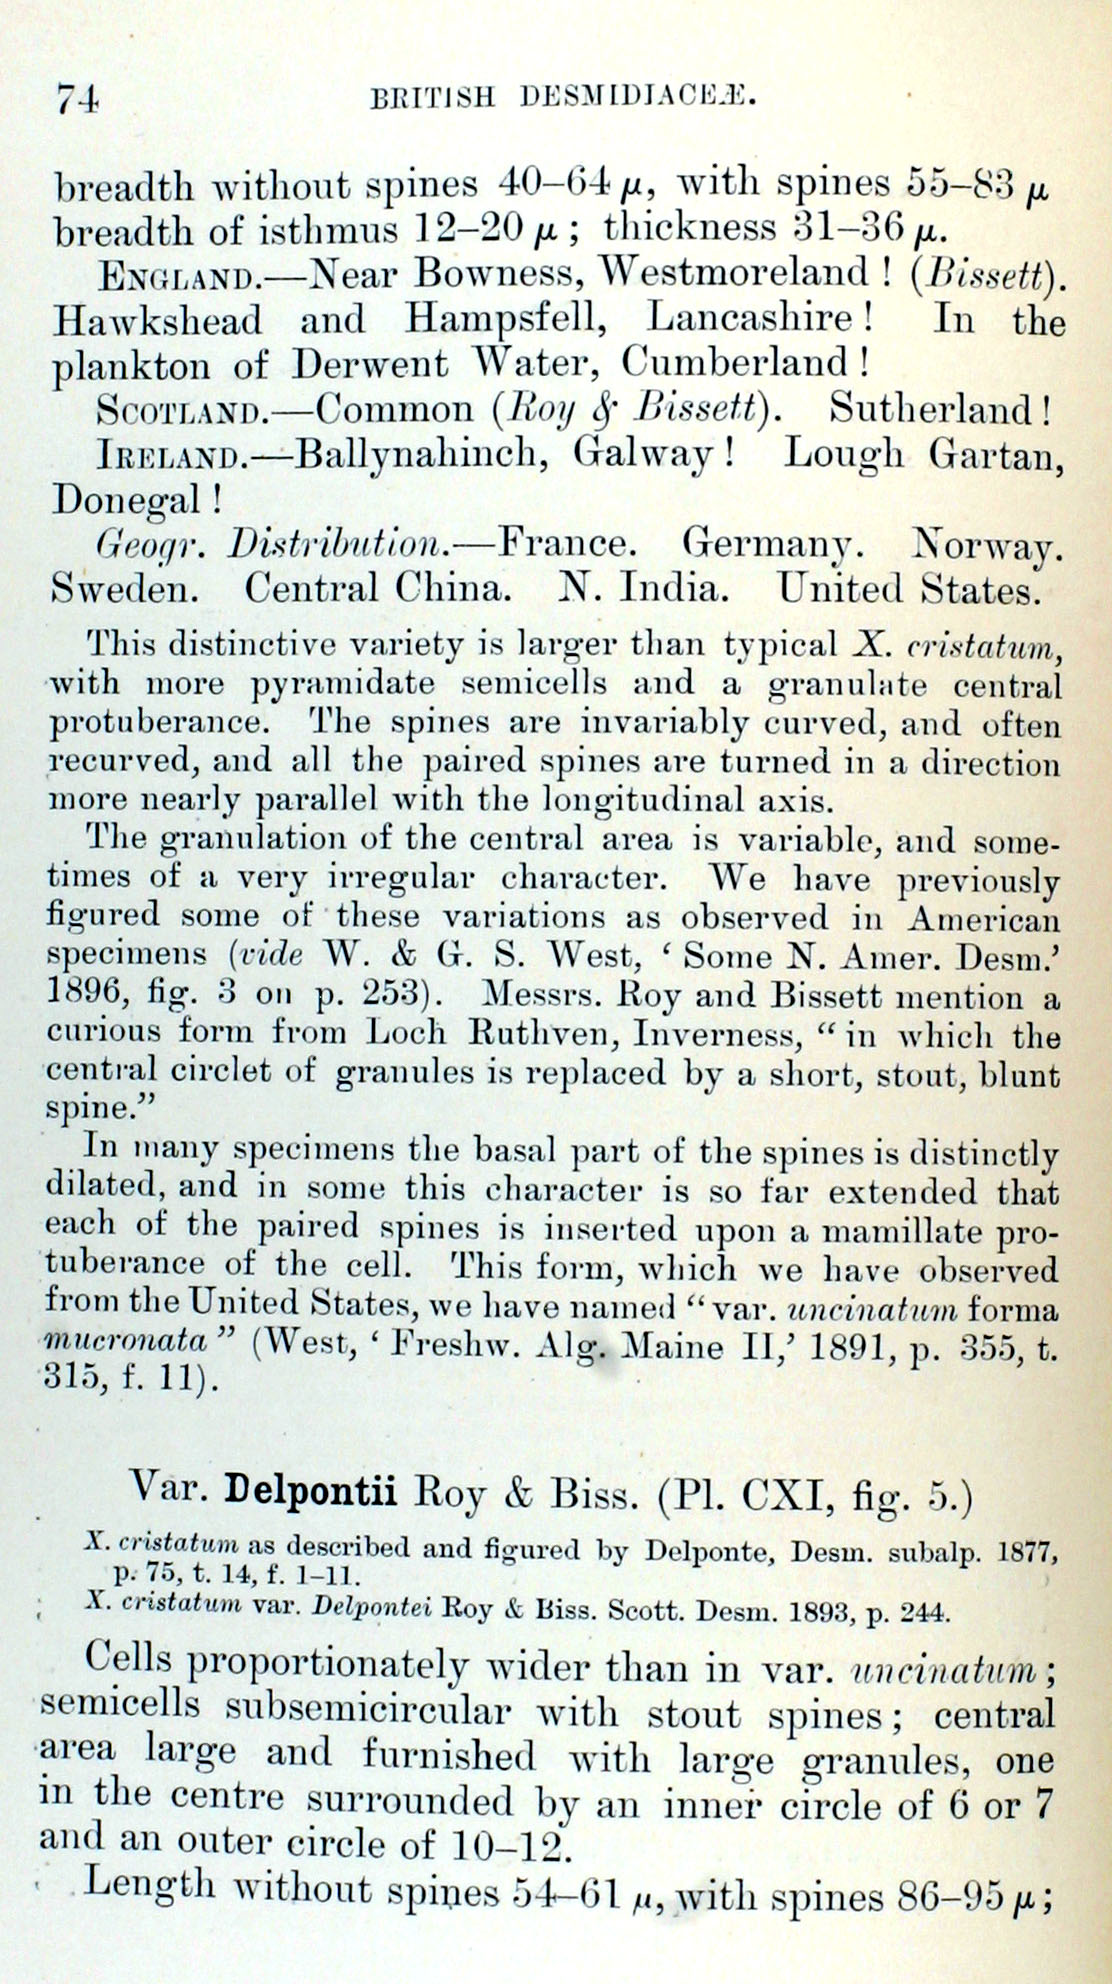 74 BRITISH DESMIDIACEÆ.
breadth without spines 40–64 μ, with spines 55–83 μ
breadth of isthmus 12–20 μ ; thickness 31–36 μ.
ENGLAND.—Near Bowness, Westmoreland ! (Bissett).
Hawkshead and Hampsfell, Lancashire ! In the
plankton of Derwent Water, Cumberland !
SCOTLAND.—Common (Roy & Bissett). Sutherland !
IRELAND.—Ballynahinch, Galway ! Lough Gartan,
Donegal !
Geogr. Distribution.—France. Germany. Norway.
Sweden. Central China. N. India. United States.
This distinctive variety is larger than typical X. cristatum,
with more pyramidate semicells and a granulate central
protuberance. The spines are invariably curved, and often
recurved, and all the paired spines are turned in a direction
more nearly parallel with the longitudinal axis.
The granulation of the central area is variable, and some-
times of a very irregular character. We have previously
figured some of these variations as observed in American
specimens (vide W. & G. S. West, ‘ Some N. Amer. Desm.’
1896, fig. 3 on p. 253). Messrs. Roy and Bissett mention a
curious form from Loch Ruthven, Inverness, “ in which the
central circlet of granules is replaced by a short, stout, blunt
spine.”
In many specimens the basal part of the spines is distinctly
dilated, and in some this character is so far extended that
each of the paired spines is inserted upon a mamillate pro-
tuberance of the cell. This form, which we have observed
from the United States, we have named “ var. uncinatum forma
mucronata ” (West, ‘ Freshw. Alg. Maine II,’ 1891, p. 355, t.
315, f. 11).
Var. Delpontii Roy & Biss. (Pl. CXI, fig. 5.)
X. cristatum as described and figured by Delponte, Desm. subalp. 1877,
p. 75, t. 14, f. 1–11.
X. cristatum var. Delpontei Roy & Biss. Scott. Desm. 1893, p. 244.
Cells proportionately wider than in var. uncinatum ;
semicells subsemicircular with stout spines ; central
area large and furnished with large granules, one
in the centre surrounded by an inner circle of 6 or 7
and an outer circle of 10–12.
Length without spines 54–61 μ, with spines 86–95 μ ;